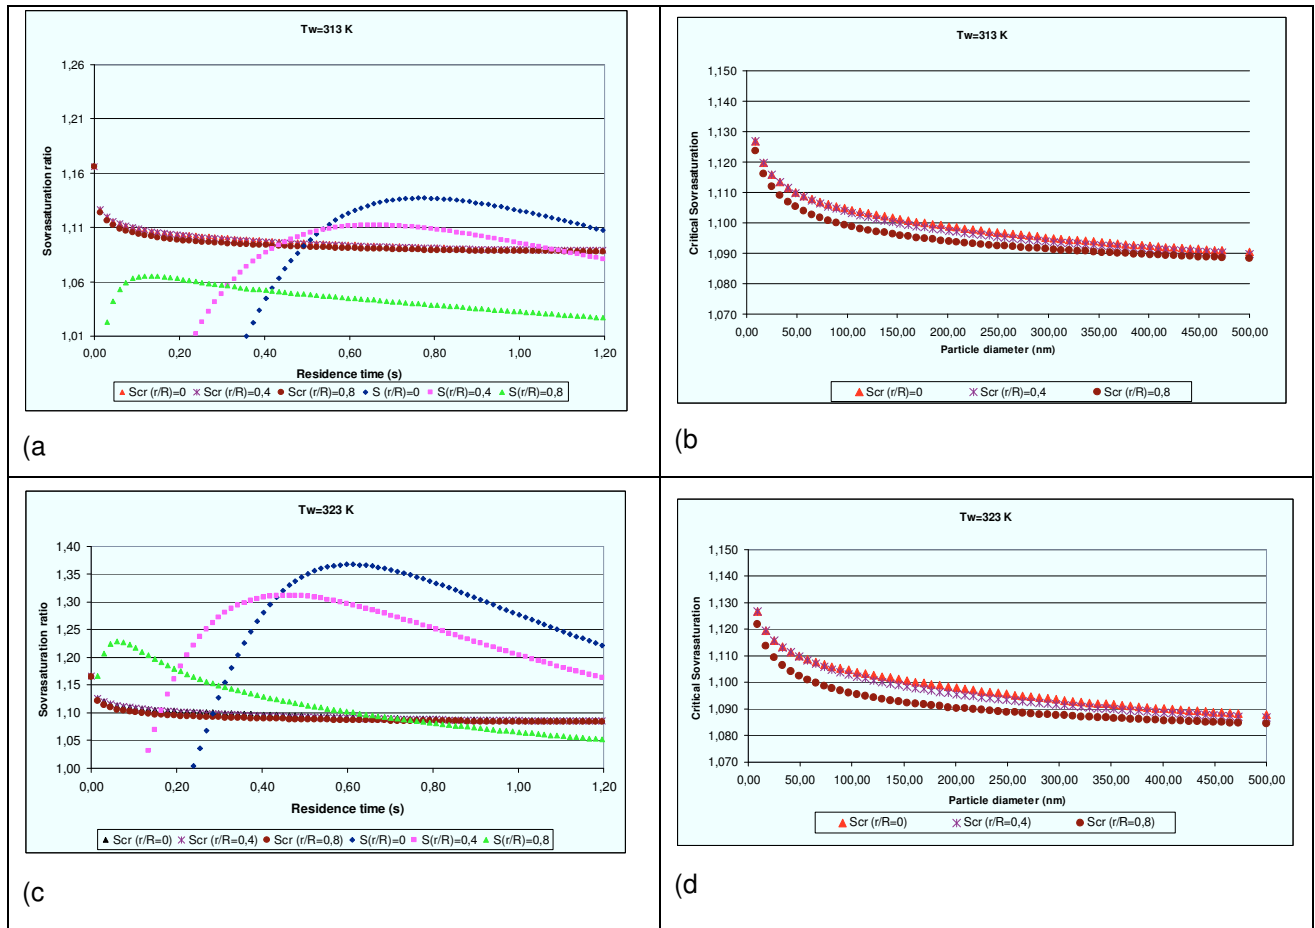 Tw=313 K
Sovrasaturation ratio
1,26
1,21
1,16
1,11
1,06
1,01
0,00 0,20 0,40 0,60 0,80 1,00 1,20
Residence time (s)
Scr (r/R)=0 Scr (r/R)=0,4 Scr (r/R)=0,8 S (r/R)=0 S(r/R)=0,4 S(r/R)=0,8
(a
Tw=313 K
Critical Sovrasaturation
1,150
1,140
1,130
1,120
1,110
1,100
1,090
1,080
1,070
0,00 50,00 100,00 150,00 200,00 250,00 300,00 350,00 400,00 450,00 500,00
Particle diameter (nm)
Scr (r/R)=0 Scr (r/R)=0,4 Scr (r/R)=0,8
(b
Tw=323 K
Sovrasaturation ratio
1,40
1,35
1,30
1,25
1,20
1,15
1,10
1,05
1,00
0,00 0,20 0,40 0,60 0,80 1,00 1,20
Residence time (s)
Scr (r/R=0) Scr (r/R=0,4) Scr (r/R=0,8) S(r/R)=0 S(r/R)=0,4 S(r/R)=0,8
(c
Tw=323 K
Critical Sovrasaturation
1,150
1,140
1,130
1,120
1,110
1,100
1,090
1,080
1,070
0,00 50,00 100,00 150,00 200,00 250,00 300,00 350,00 400,00 450,00 500,00
Particle diameter (nm)
Scr (r/R=0) Scr (r/R=0,4) Scr (r/R=0,8)
(d